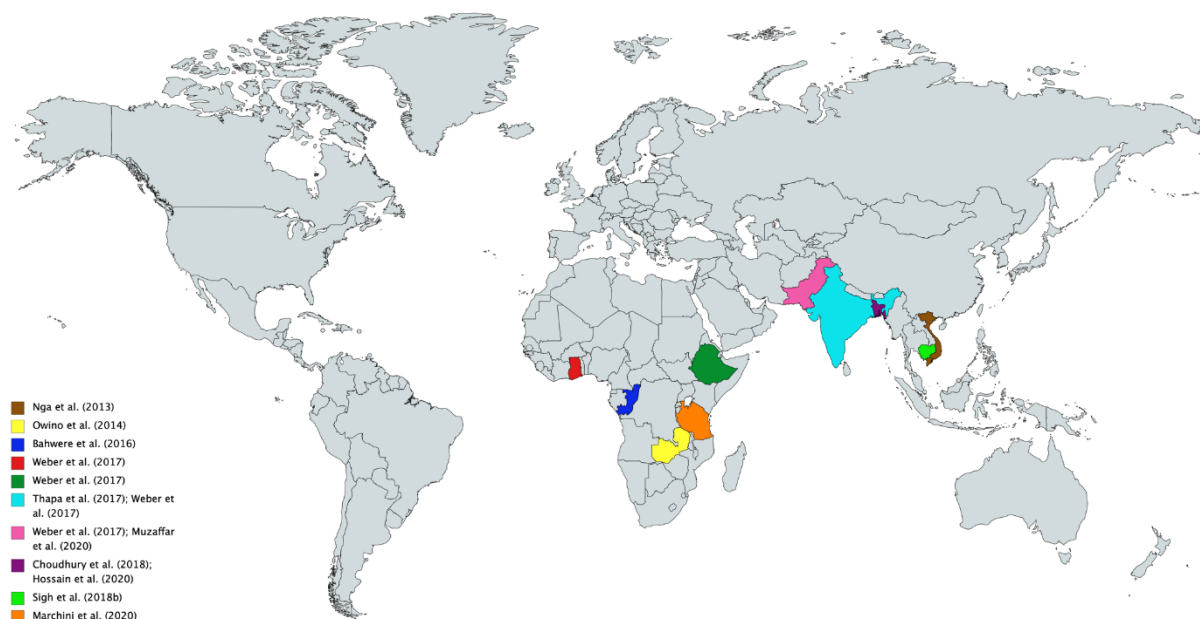 Nga et al. (2013)
Owino et al. (2014)
Bahwere et al. (2016)
Weber et al. (2017)
Weber et al. (2017)
Thapa et al. (2017); Weber et
al. (2017)
Weber et al. (2017); Muzaffar
et al. (2020)
Choudhury et al. (2018);
Hossain et al. (2020)
Sigh et al. (2018b)
Marchini et al. (2020)